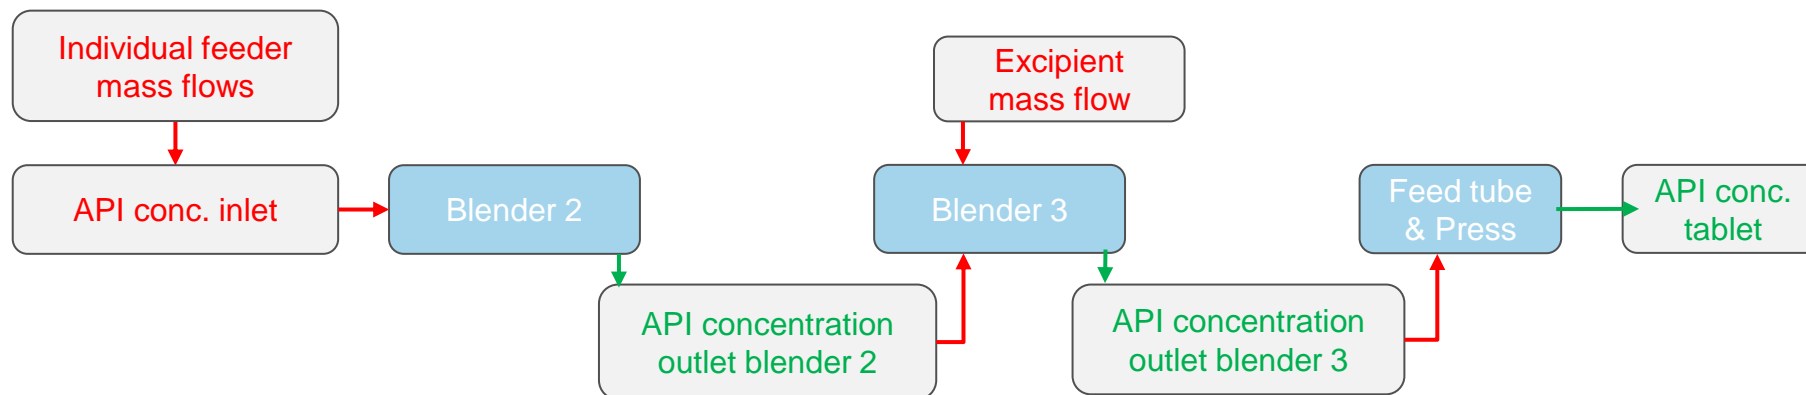 Individual feeder
mass flows
Excipient
mass flow
API conc. inlet
Blender 2
Blender 3
Feed tube
& Press
API conc.
tablet
API concentration
outlet blender 2
API concentration
outlet blender 3